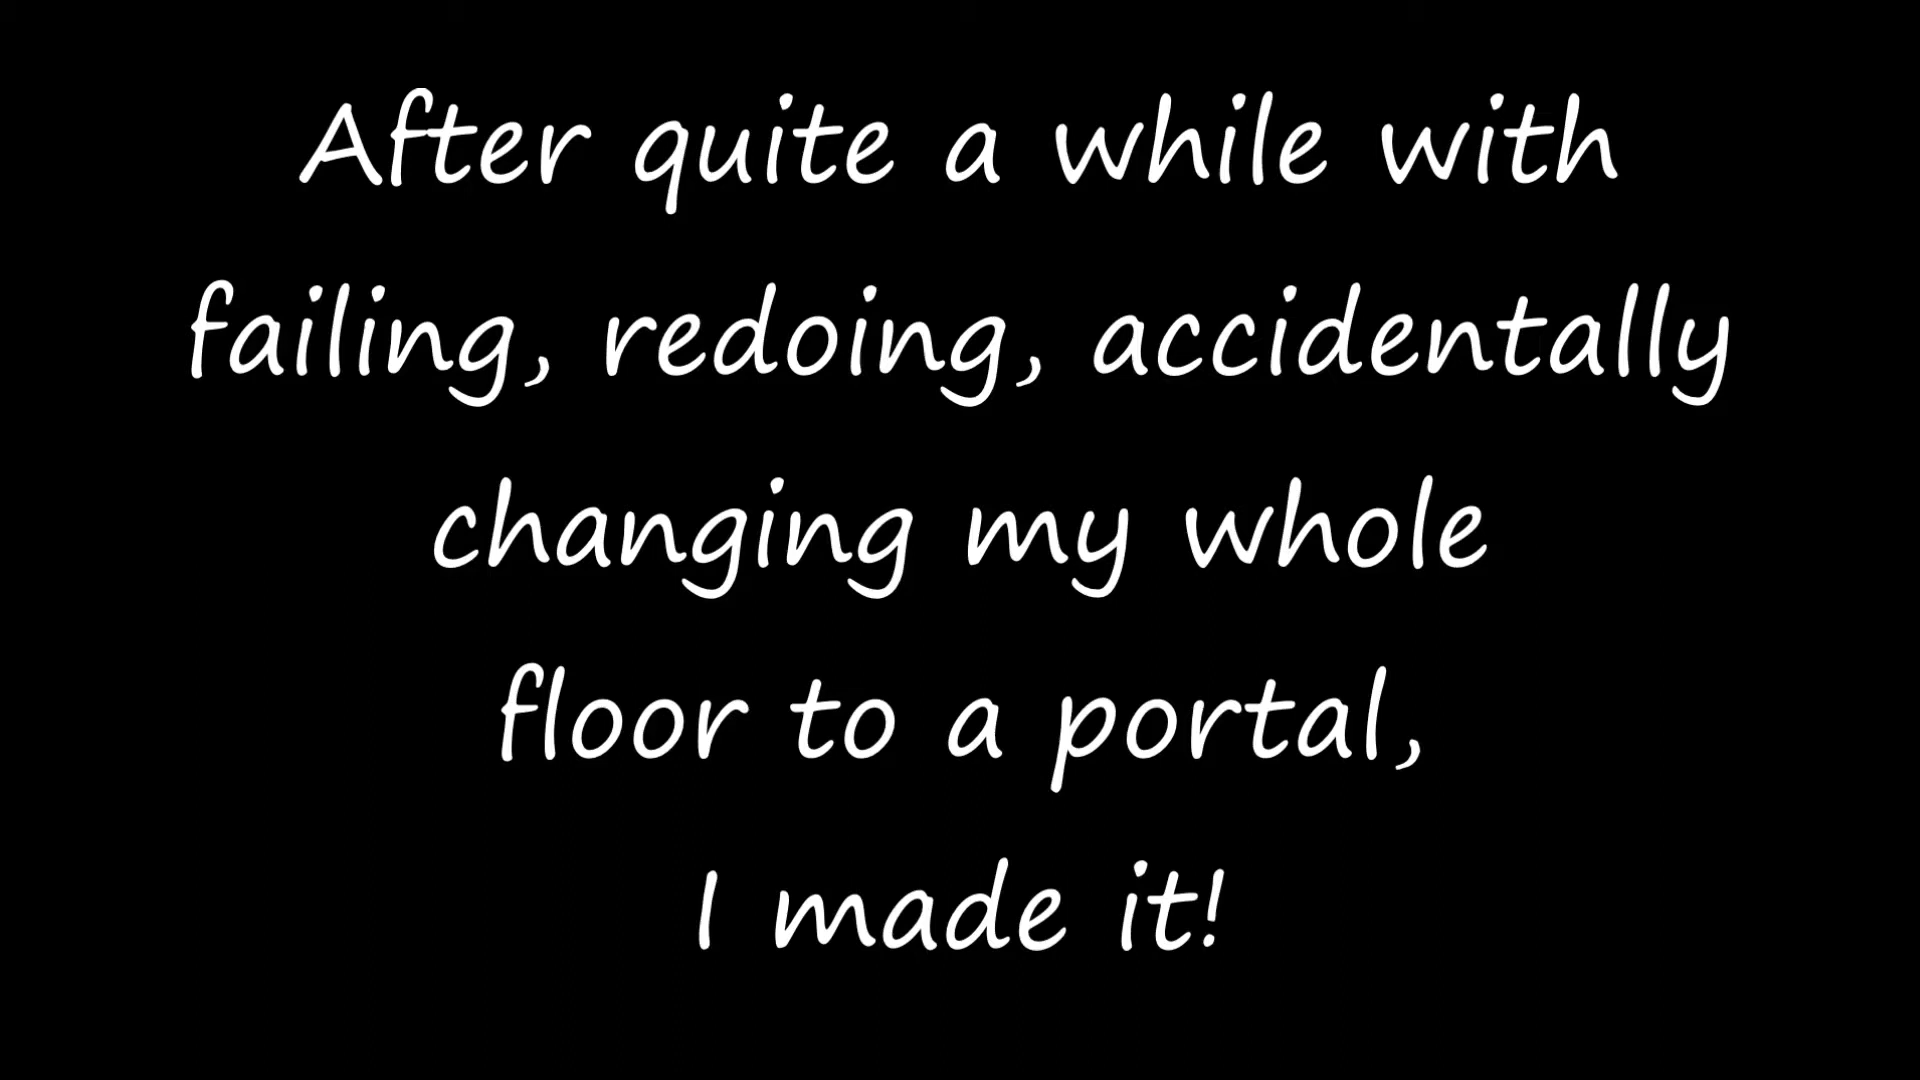 After quite a while with
failing, redoing, accidentally
changing my whole
floor to a portal,
I made it!